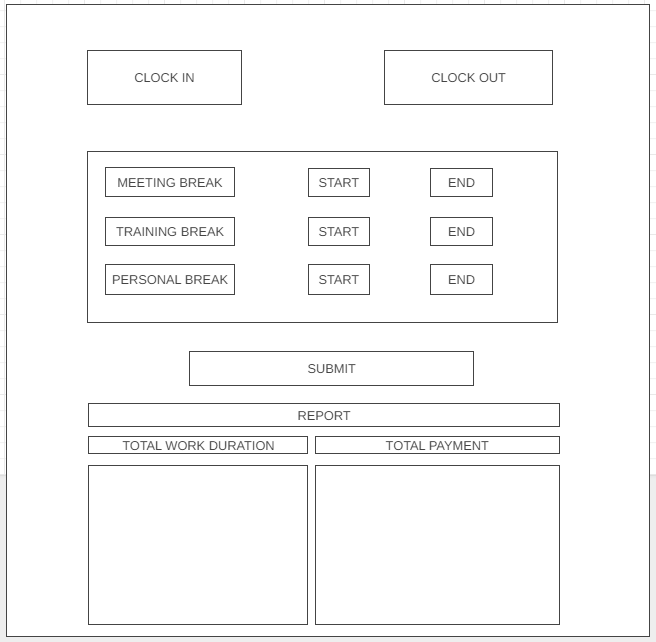 CLOCK IN
CLOCK OUT
MEETING BREAK
START
END
TRAINING BREAK
START
END
PERSONAL BREAK
START
END
SUBMIT
REPORT
TOTAL WORK DURATION
TOTAL PAYMENT